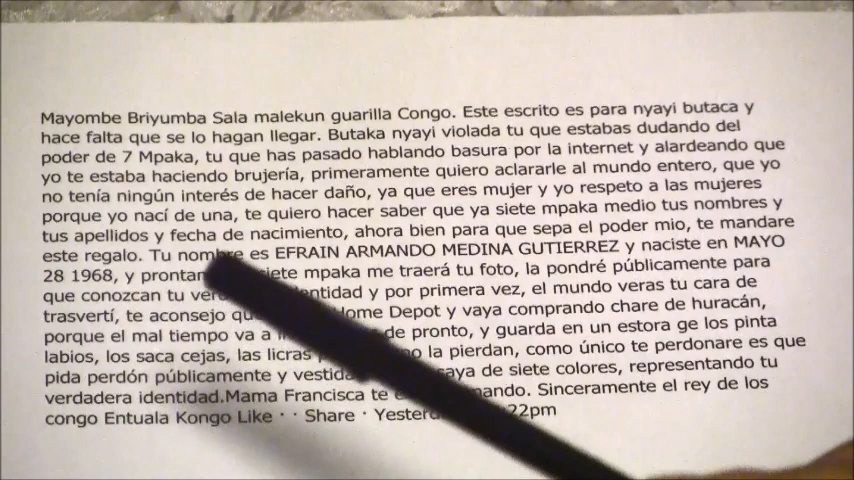 Mayombe Briyumba Sala malekun guarilla Congo. Este escrito es para nyayi butaca y
hace falta que se lo hagan llegar. Butaka nyayi violada tu que estabas dudando del
poder de 7 Mpaka, tu que has pasado hablando basura por la internet y alardeando que
yo te estaba haciendo brujería, primeramente quiero aclararle al mundo entero, que yo
no tenía ningún interés de hacer daño, ya que eres mujer y yo respeto a las mujeres
porque yo nací de una, te quiero hacer saber que ya siete mpaka medio tus nombres y
tus apellidos y fecha de nacimiento, ahora bien para que sepa el poder mio, te mandare
este regalo. Tu nombre es EFRAIN ARMANDO MEDINA GUTIERREZ y naciste en MAYO
28 1968, y siete mpaka me traerá tu foto, la pondré públicamente para
que conozcan tu identidad y por primera vez, el mundo veras tu cara de
trasvertí, te aconsejo Home Depot y vaya comprando chare de huracán,
porque el mal tiempo va a de pronto, y guarda en un estora ge los pinta
labios, los saca cejas, las licras no la pierdan, como único te perdonare es que
pida perdón públicamente y vestida saya de siete colores, representando tu
verdadera identidad.Mama Francisca te Sinceramente el rey de los
congo Entuala Kongo Like · · Share · 22pm